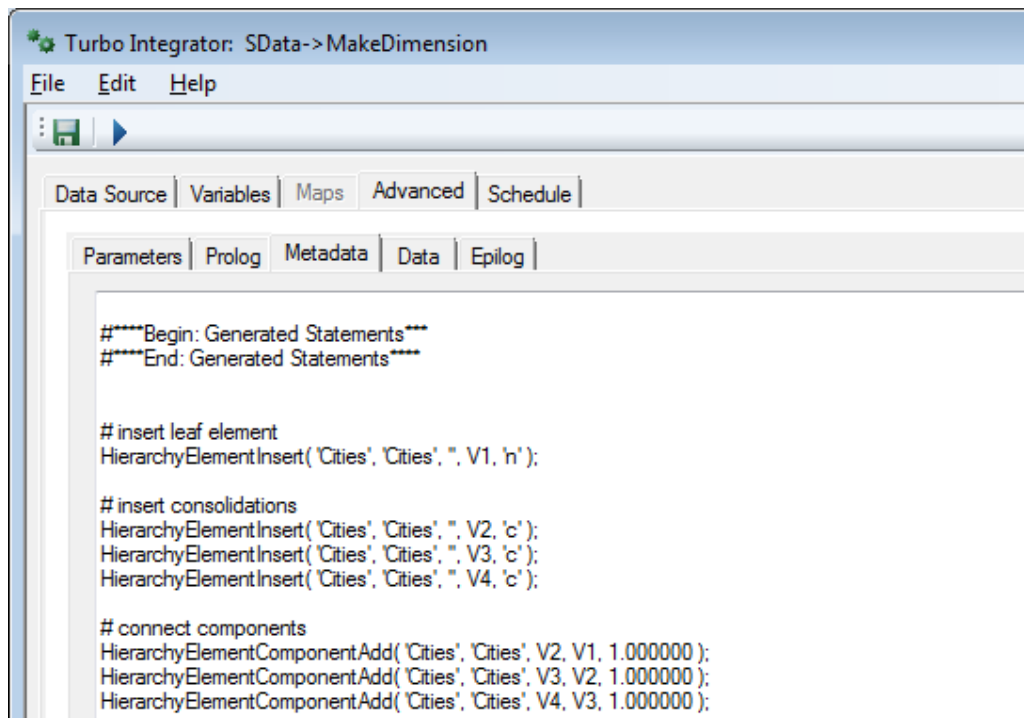 Turbo Integrator: SData->MakeDimension
File Edit Help
Data Source Variables Maps Advanced Schedule
Parameters Prolog Metadata Data Epilog
#****Begin: Generated Statements***
#****End: Generated Statements****
# insert leaf element
HierarchyElementInsert( 'Cities', 'Cities', '', V1, 'n' );
# insert consolidations
HierarchyElementInsert( 'Cities', 'Cities', '', V2, 'c' );
HierarchyElementInsert( 'Cities', 'Cities', '', V3, 'c' );
HierarchyElementInsert( 'Cities', 'Cities', '', V4, 'c' );
# connect components
HierarchyElementComponentAdd( 'Cities', 'Cities', V2, V1, 1.000000 );
HierarchyElementComponentAdd( 'Cities', 'Cities', V3, V2, 1.000000 );
HierarchyElementComponentAdd( 'Cities', 'Cities', V4, V3, 1.000000 );